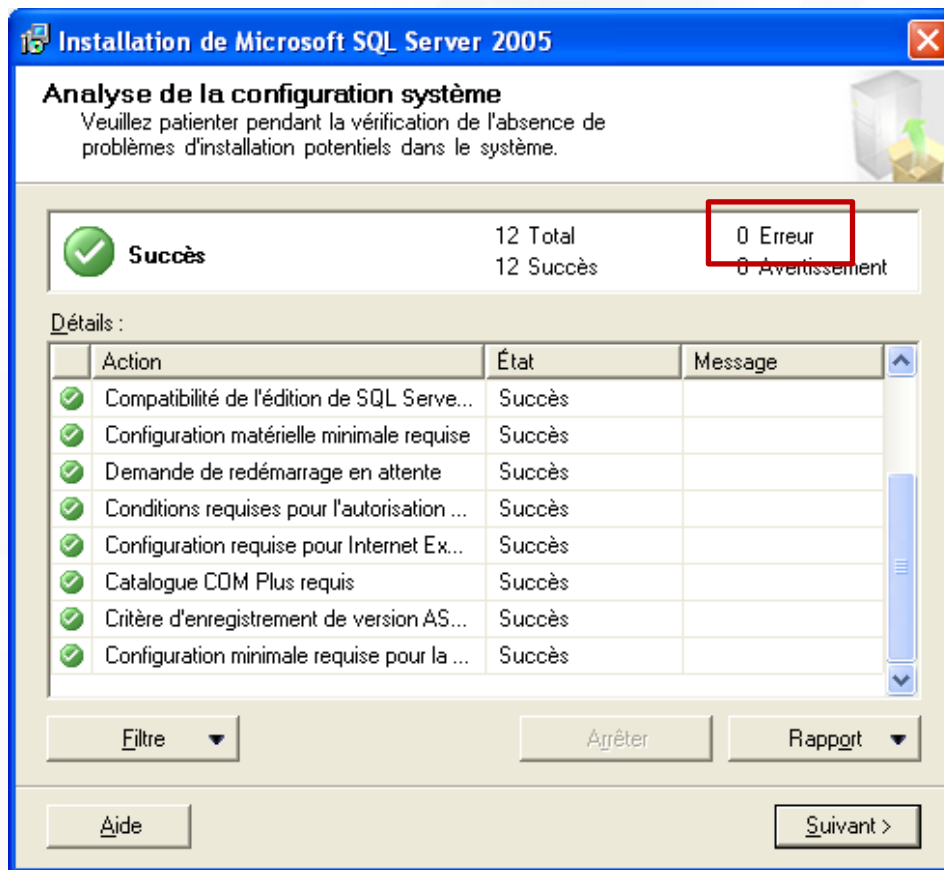 Installation de Microsoft SQL Server 2005
Analyse de la configuration système
Veuillez patienter pendant la vérification de l'absence de
problèmes d'installation potentiels dans le système.
Succès
12 Total
0 Erreur
12 Succès
0 Avertissement
Détails :
Action État Message
Compatibilité de l'édition de SQL Serve... Succès
Configuration matérielle minimale requise Succès
Demande de redémarrage en attente Succès
Conditions requises pour l'autorisation ... Succès
Configuration requise pour Internet Ex... Succès
Catalogue COM Plus requis Succès
Critère d'enregistrement de version AS... Succès
Configuration minimale requise pour la ... Succès
Filtre Arrêter Rapport
Aide Suivant >